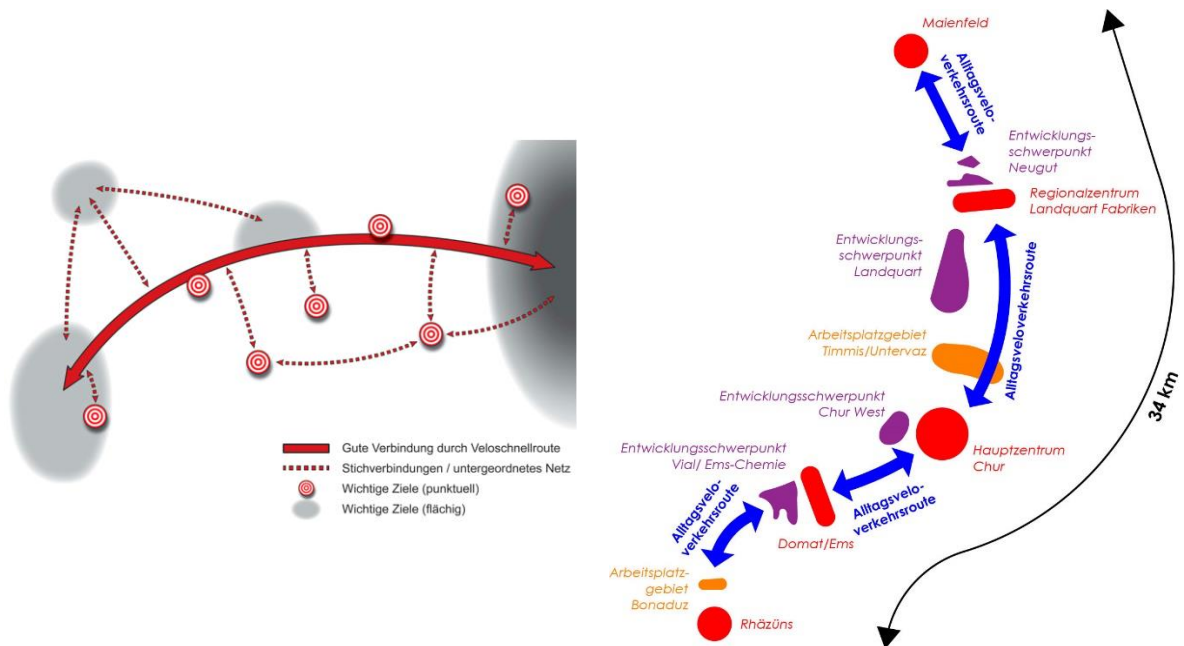 Gute Verbindung durch Veloschnellroute
Stichverbindungen / untergeordnetes Netz
Wichtige Ziele (punktuell)
Wichtige Ziele (flächig)
Maienfeld
Alltagsvelo-
verkehrsroute
Entwicklungs-
schwerpunkt
Neugut
Regionalzentrum
Landquart Fabriken
Entwicklungs-
schwerpunkt
Landquart
Alltagsveloverkehrsroute
Arbeitsplatzgebiet
Timmis/Untervaz
34 km
Entwicklungsschwerpunkt
Chur West
Hauptzentrum
Chur
Entwicklungsschwerpunkt
Vial/ Ems-Chemie
Alltagsvelo-
verkehrsroute
Domat/Ems
Alltagsvelo-
verkehrsroute
Arbeitsplatz-
gebiet
Bonaduz
Rhäzüns